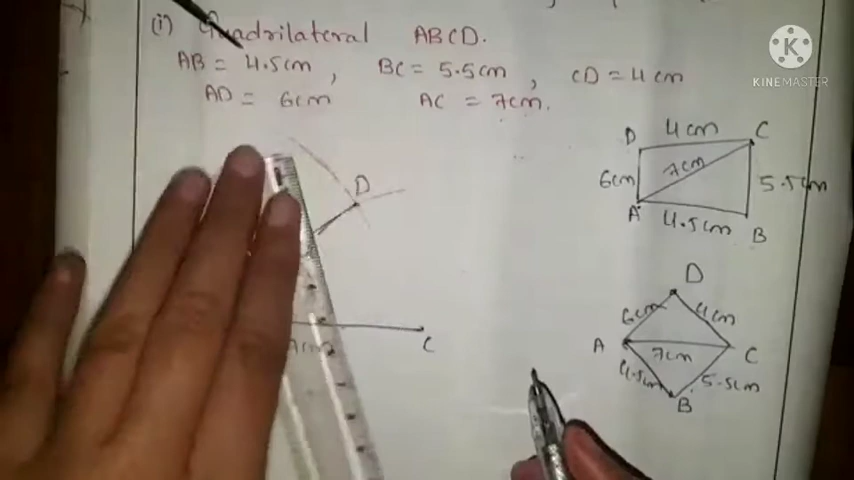 (i) Quadrilateral ABCD.
AB = 4.5cm, BC = 5.5cm, CD = 4cm
AD = 6cm AC = 7cm.
D 4cm C
6cm 7cm 5.5cm
A 4.5cm B
D
7cm C
D
6cm 4cm
A 7cm C
4.5cm 5.5cm
B
K
KINEMASTER